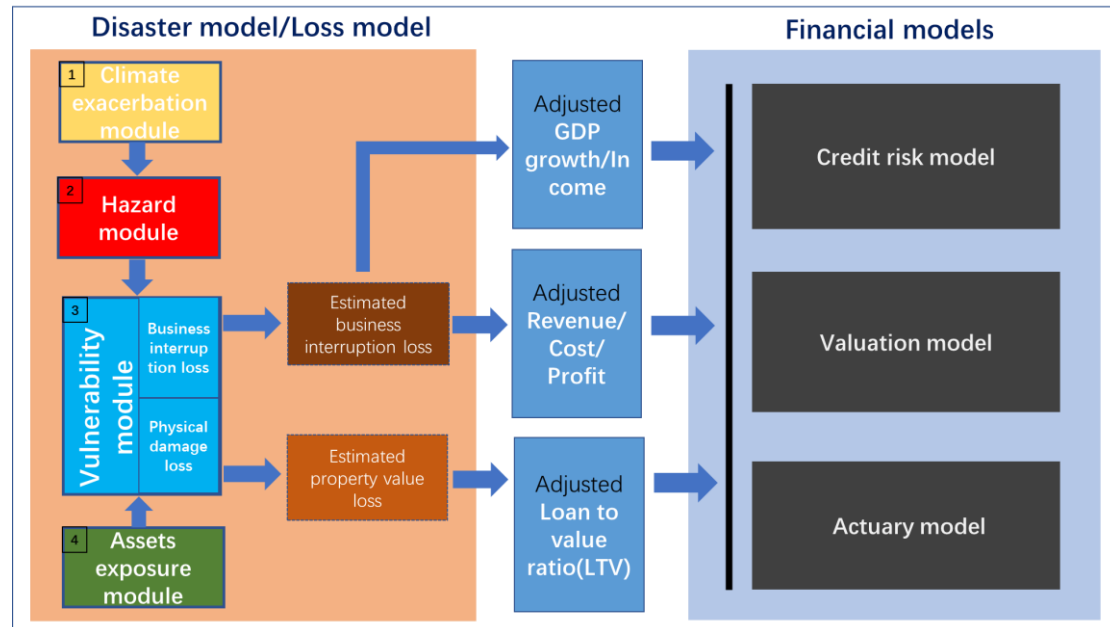 Disaster model/Loss model
Financial models
1
Climate
exacerbation
module
2
Hazard
module
3
Vulnerability
module
Business
interrup
tion loss
Physical
damage
loss
4
Assets
exposure
module
Estimated
business
interruption loss
Estimated
property value
loss
Adjusted
GDP
growth/In
come
Adjusted
Revenue/
Cost/
Profit
Adjusted
Loan to
value
ratio(LTV)
Credit risk model
Valuation model
Actuary model